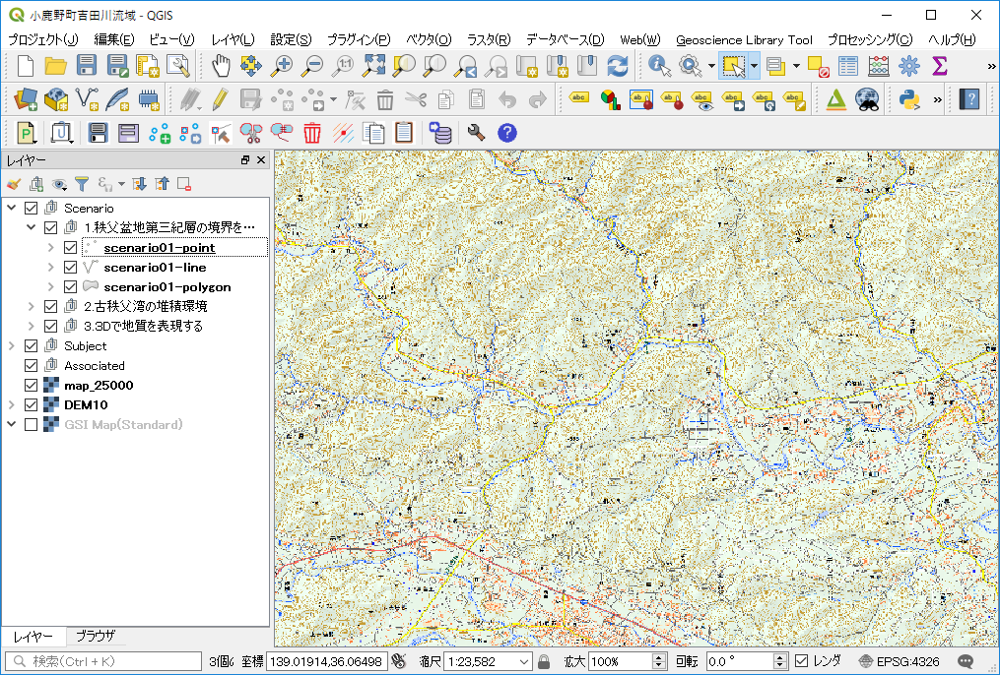 小鹿野町吉田川流域 - QGIS
プロジェクト(J) 編集(E) ビュー(V) レイヤ(L) 設定(S) プラグイン(P) ベクタ(O) ラスタ(R) データベース(D) Web(W) Geoscience Library Tool プロセッシング(C) ヘルプ(H)
レイヤー
Scenario
1.秩父盆地第三紀層の境界を…
scenario01-point
scenario01-line
scenario01-polygon
2.古秩父湾の堆積環境
3.3Dで地質を表現する
Subject
Associated
map_25000
DEM10
GSI Map(Standard)
レイヤー ブラウザ
検索(Ctrl + K) 3個 座標 139.01914,36.06498 縮尺 1:23,582 拡大 100% 回転 0.0 ° レンダ EPSG:4326